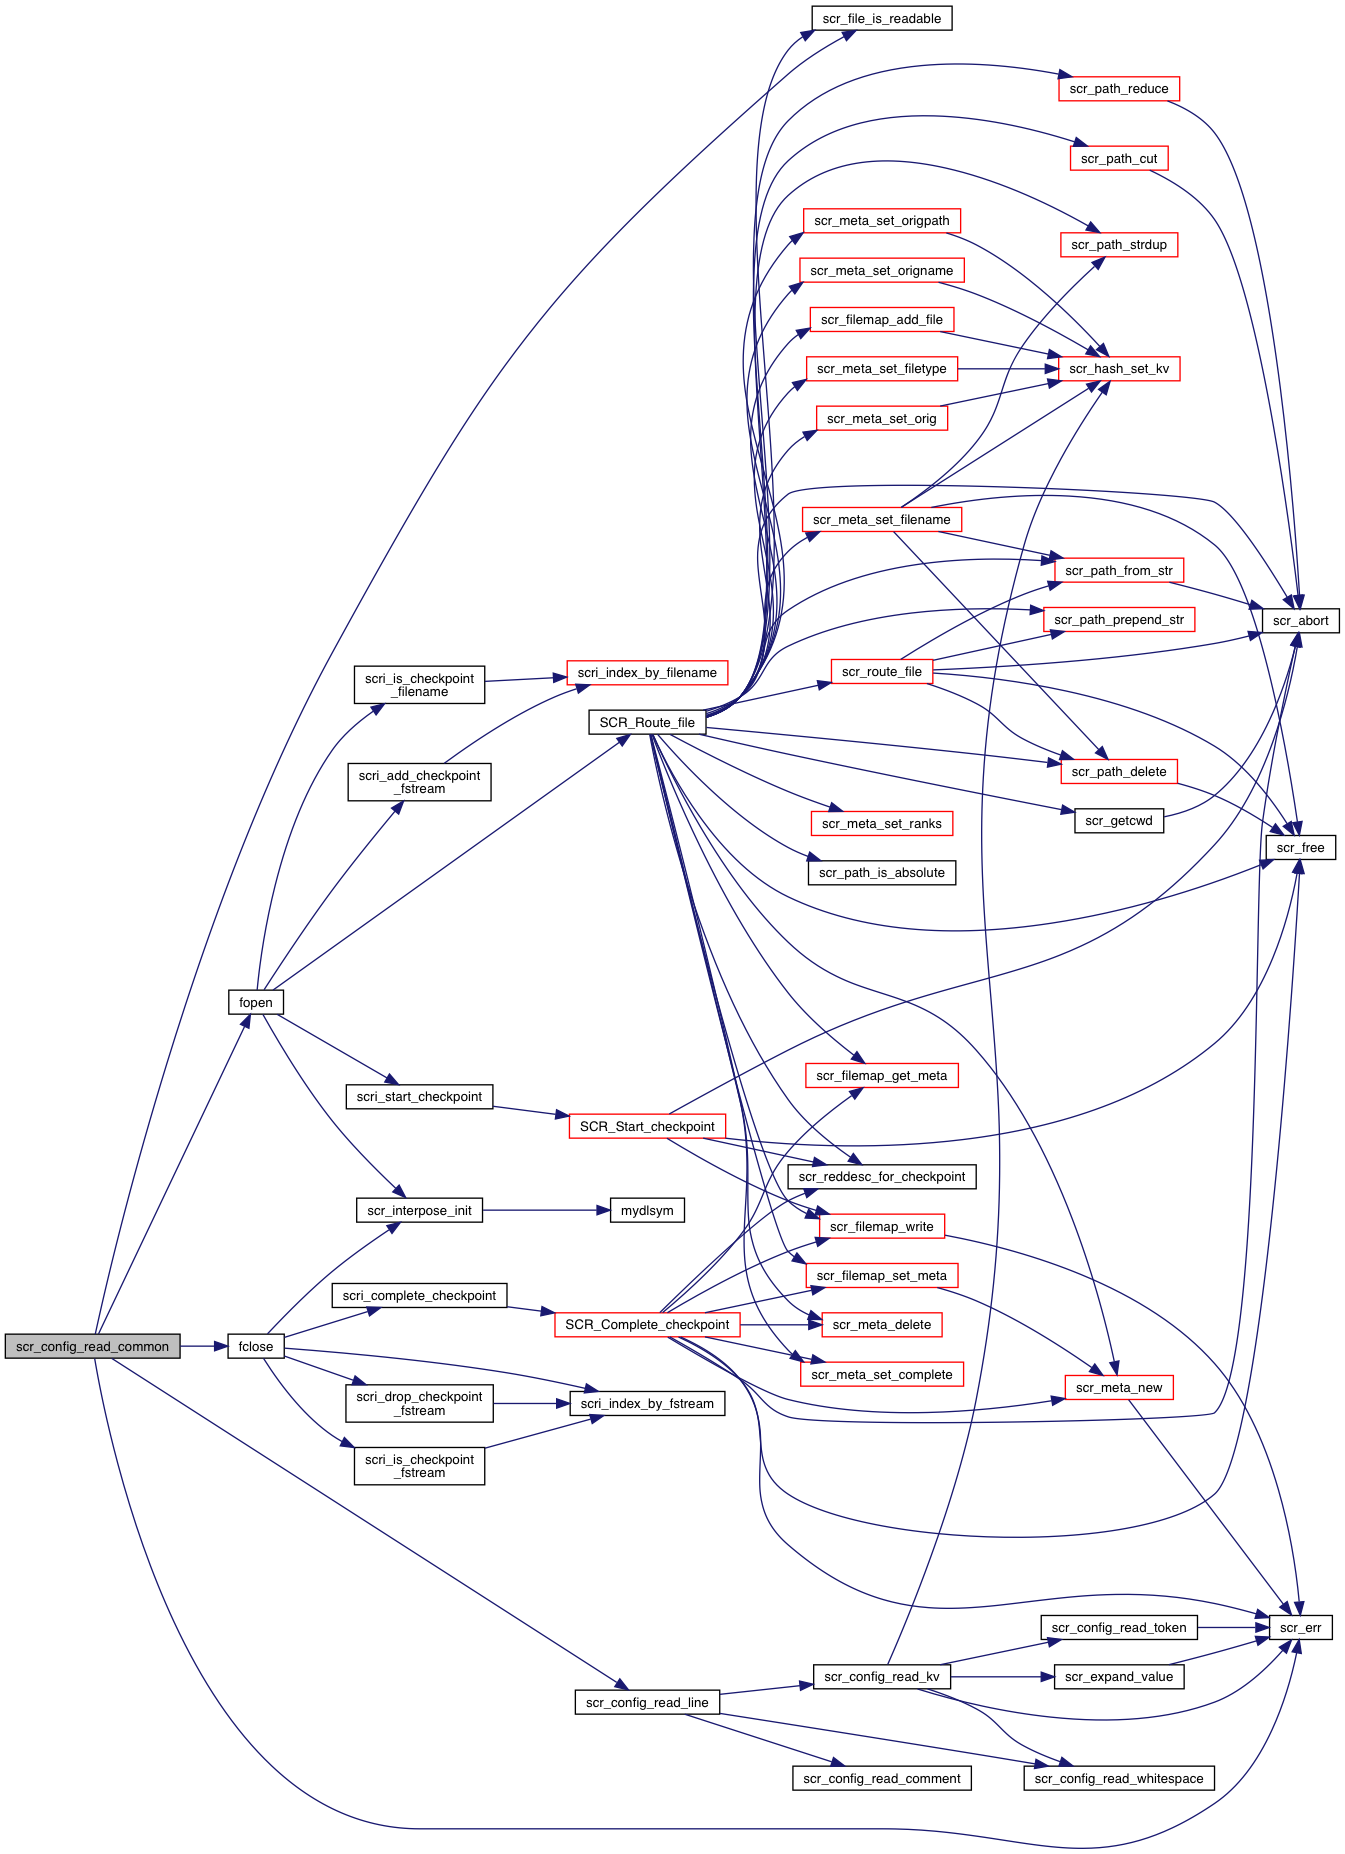 scr_file_is_readable
scr_path_reduce
scr_path_cut
scr_meta_set_origpath
scr_path_strdup
scr_meta_set_origname
scr_filemap_add_file
scr_meta_set_filetype
scr_hash_set_kv
scr_meta_set_orig
scr_meta_set_filename
scr_path_from_str
scr_path_prepend_str
scr_abort
scri_is_checkpoint
_filename
scri_index_by_filename
scr_route_file
SCR_Route_file
scri_add_checkpoint
_fstream
scr_path_delete
scr_meta_set_ranks
scr_getcwd
scr_free
scr_path_is_absolute
fopen
scr_filemap_get_meta
scri_start_checkpoint
SCR_Start_checkpoint
scr_reddesc_for_checkpoint
scr_interpose_init
mydlsym
scr_filemap_write
scr_filemap_set_meta
scri_complete_checkpoint
SCR_Complete_checkpoint
scr_meta_delete
scr_config_read_common
fclose
scr_meta_set_complete
scr_meta_new
scri_drop_checkpoint
_fstream
scri_index_by_fstream
scri_is_checkpoint
_fstream
scr_config_read_token
scr_err
scr_config_read_kv
scr_expand_value
scr_config_read_line
scr_config_read_comment
scr_config_read_whitespace